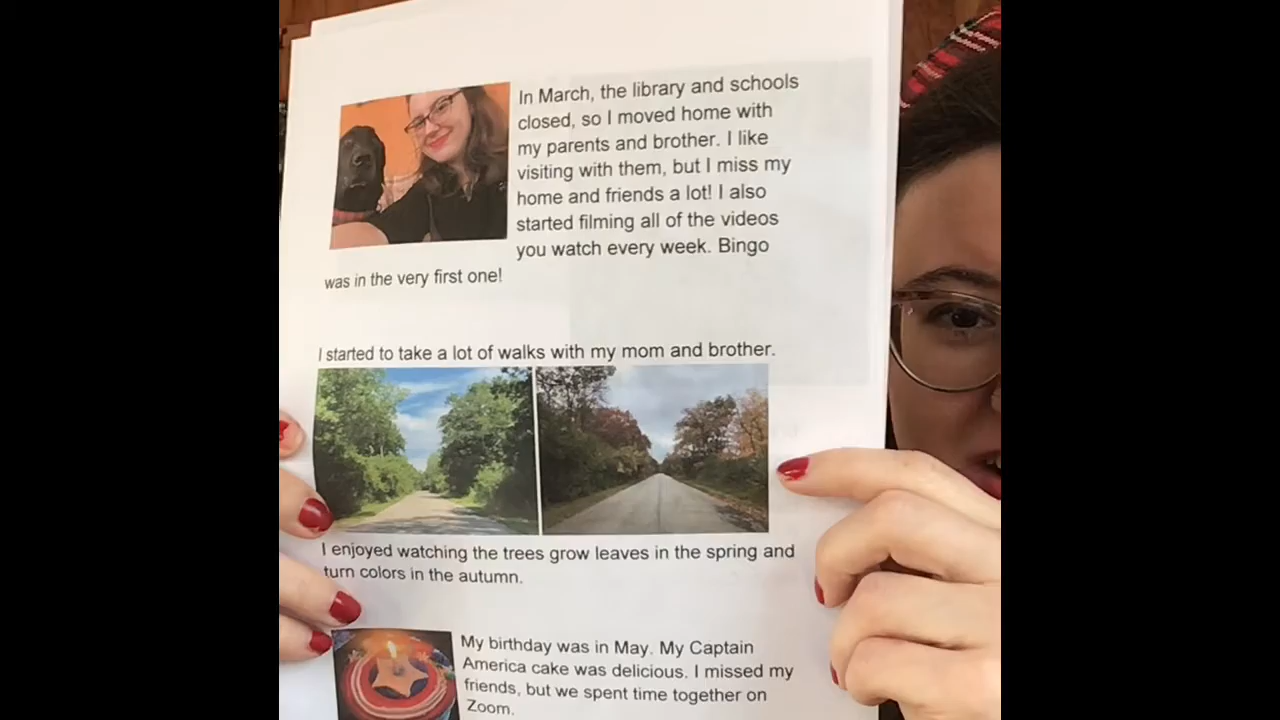 In March, the library and schools
closed, so I moved home with
my parents and brother. I like
visiting with them, but I miss my
home and friends a lot! I also
started filming all of the videos
you watch every week. Bingo
was in the very first one!
I started to take a lot of walks with my mom and brother.
I enjoyed watching the trees grow leaves in the spring and
turn colors in the autumn.
My birthday was in May. My Captain
America cake was delicious. I missed my
friends, but we spent time together on
Zoom.